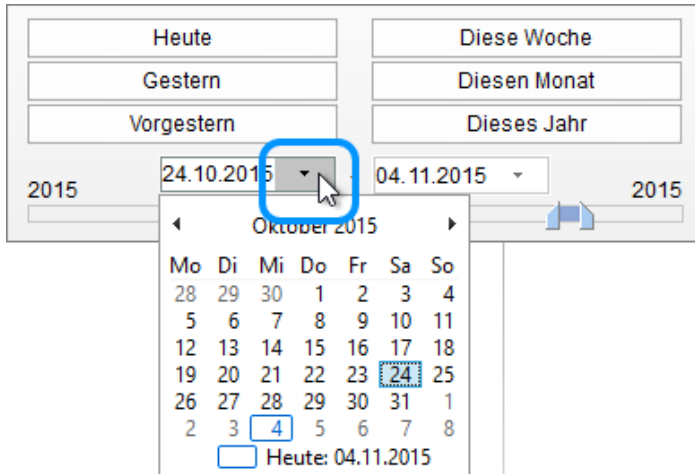 Heute Diese Woche
Gestern Diesen Monat
Vorgestern Dieses Jahr
24.10.2015 - 04.11.2015
2015 2015
Oktober 2015
Mo Di Mi Do Fr Sa So
28 29 30 1 2 3 4
5 6 7 8 9 10 11
12 13 14 15 16 17 18
19 20 21 22 23 24 25
26 27 28 29 30 31 1
2 3 4 5 6 7 8
Heute: 04.11.2015